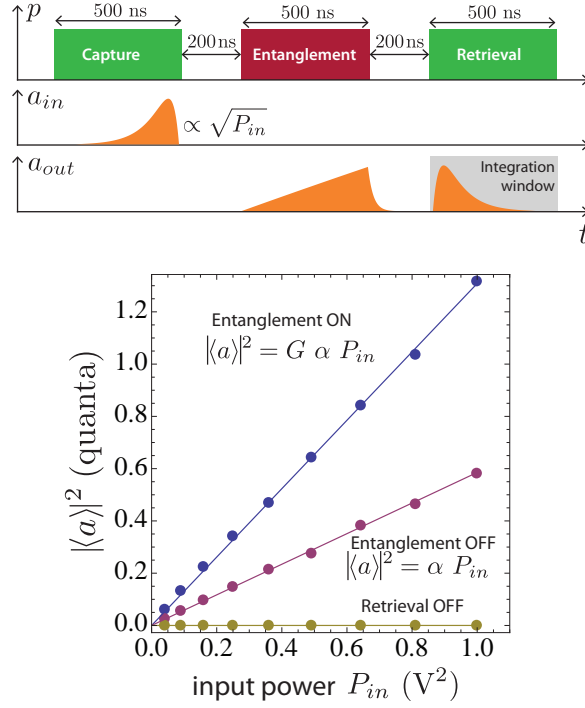 500 ns 500 ns 500 ns
p
200 ns 200 ns
Capture Entanglement Retrieval
a_in
∝ √P_in
a_out
Integration
window
t
1.2
1.0
0.8
0.6
0.4
0.2
0.0
|⟨a⟩|² (quanta)
Entanglement ON
|⟨a⟩|² = G α P_in
Entanglement OFF
|⟨a⟩|² = α P_in
Retrieval OFF
0.0 0.2 0.4 0.6 0.8 1.0
input power P_in (V²)